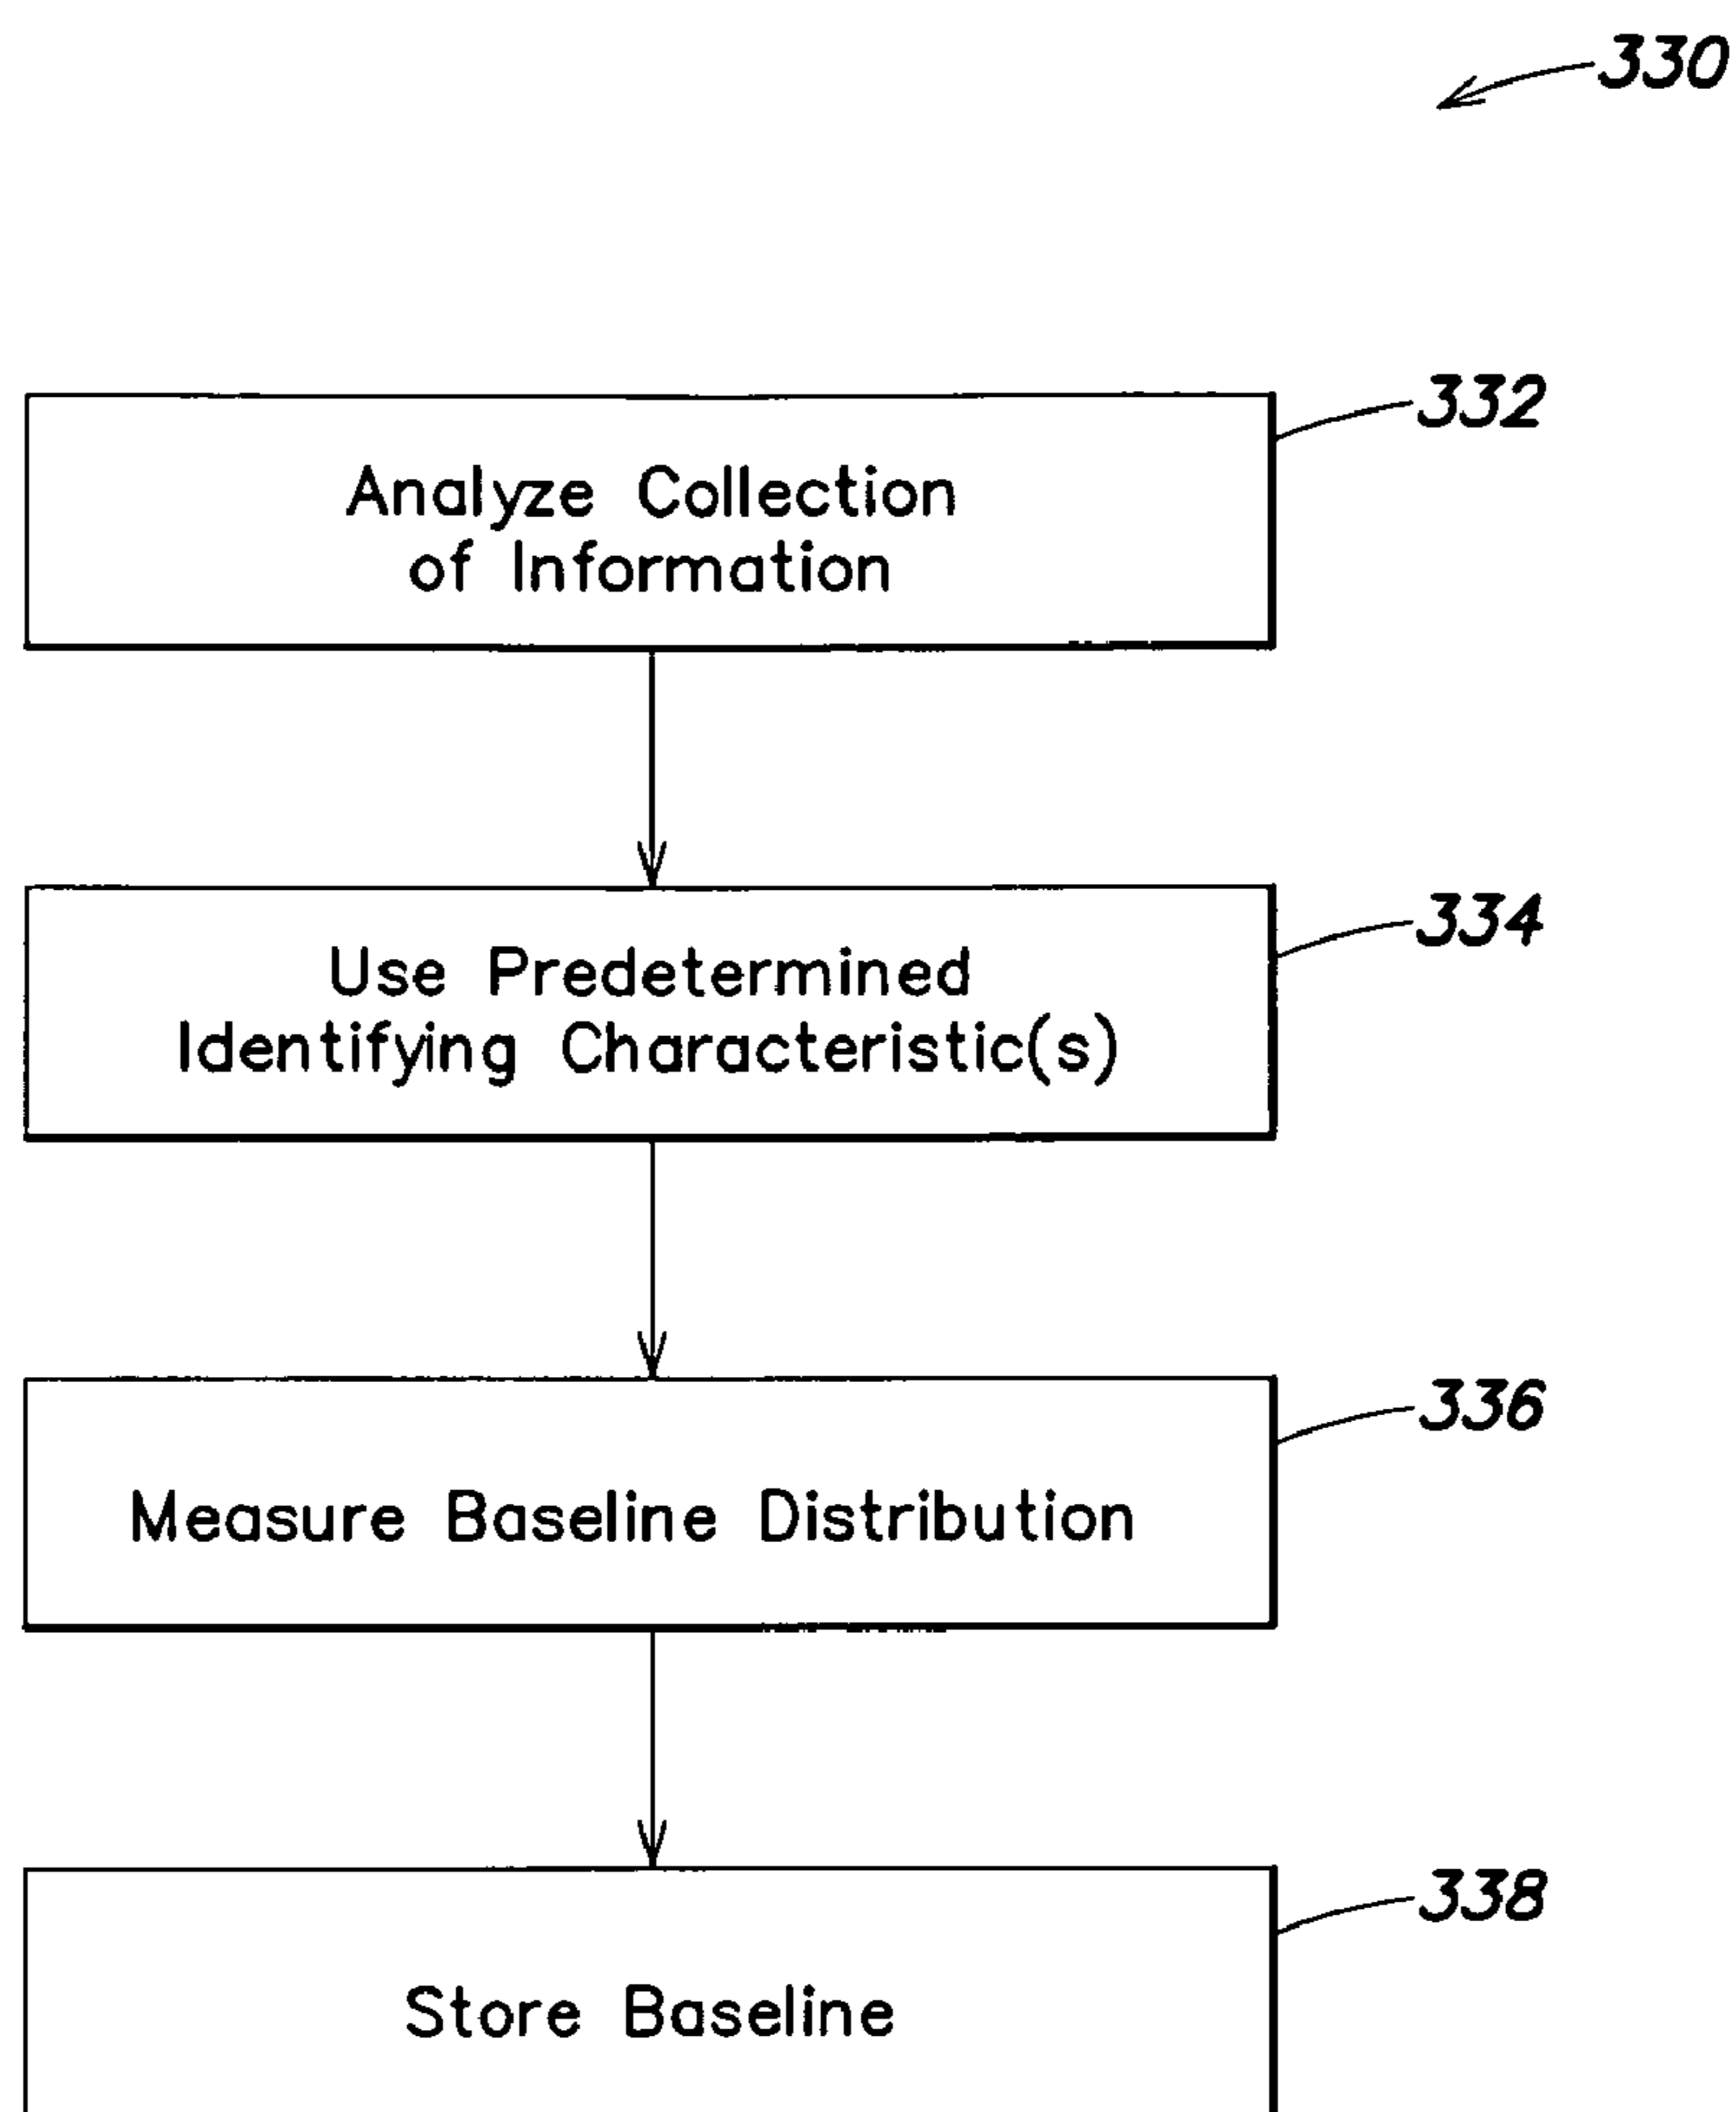 330
332
Analyze Collection
of Information
334
Use Predetermined
Identifying Characteristic(s)
336
Measure Baseline Distribution
338
Store Baseline